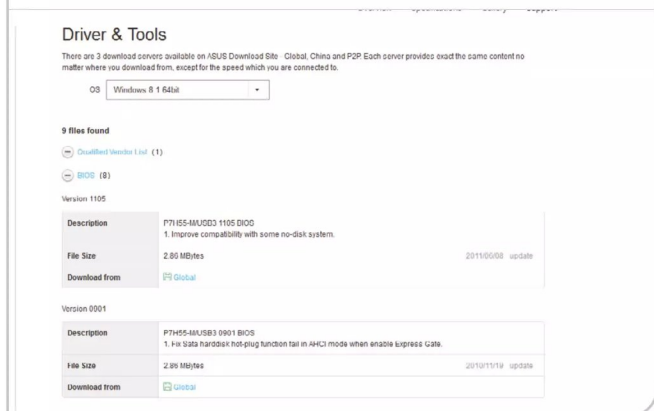 Support
Driver & Tools
There are 3 download servers available on ASUS Download Site - Global, China and P2P. Each server provides exact the same content no
matter where you download from, except for the speed which you are connected to.
OS Windows 8 1 64bit
9 files found
Qualified Vendor List (1)
BIOS (8)
Version 1105
Description P7H55-M/USB3 1105 BIOS
1. Improve compatibility with some no-disk system.
File Size 2.86 MBytes 2011/06/08 update
Download from Global
Version 0901
Description P7H55-M/USB3 0901 BIOS
1. Fix Sata harddisk hot-plug function fail in AHCI mode when enable Express Gate.
File Size 2.86 MBytes 2010/11/19 update
Download from Global